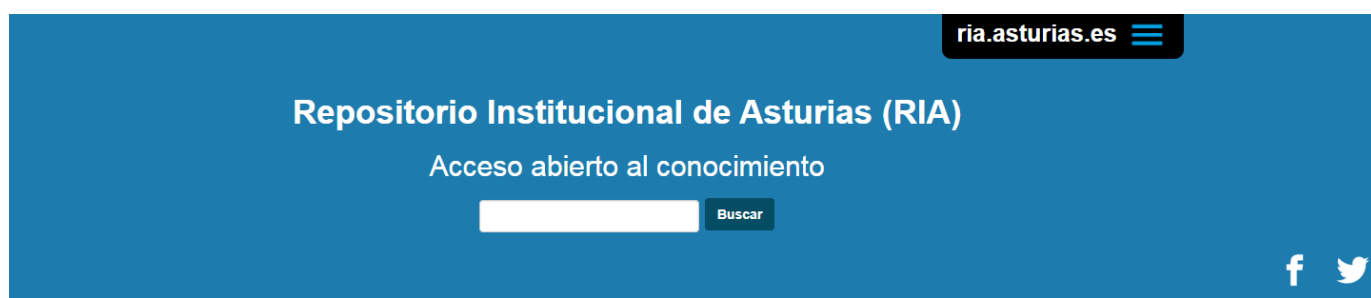 ria.asturias.es
Repositorio Institucional de Asturias (RIA)
Acceso abierto al conocimiento
Buscar